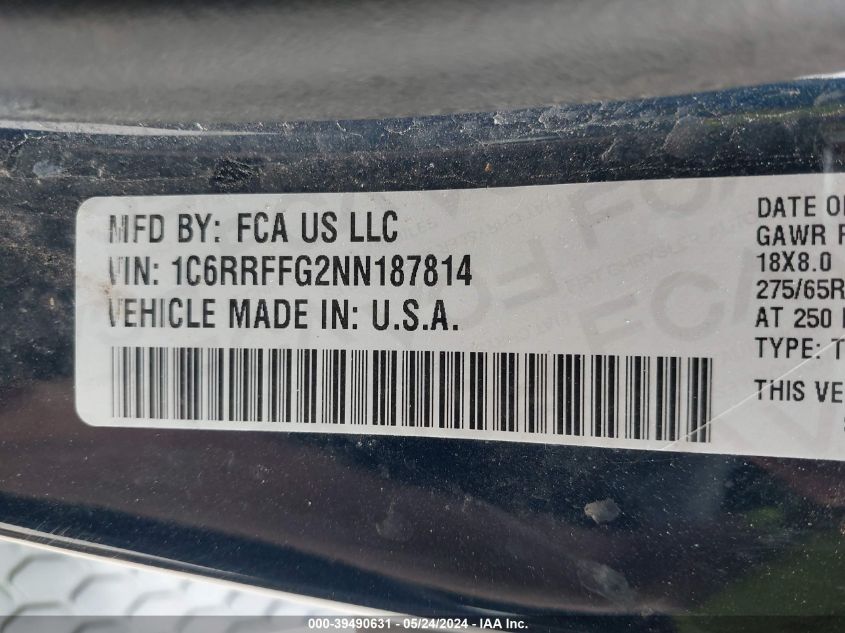 MFD BY: FCA US LLC
VIN: 1C6RRFFG2NN187814
VEHICLE MADE IN: U.S.A.
DATE O
GAWR
18X8.0
275/65R
AT 250
TYPE: T
THIS VE
000-39490631 - 05/24/2024 - IAA Inc.